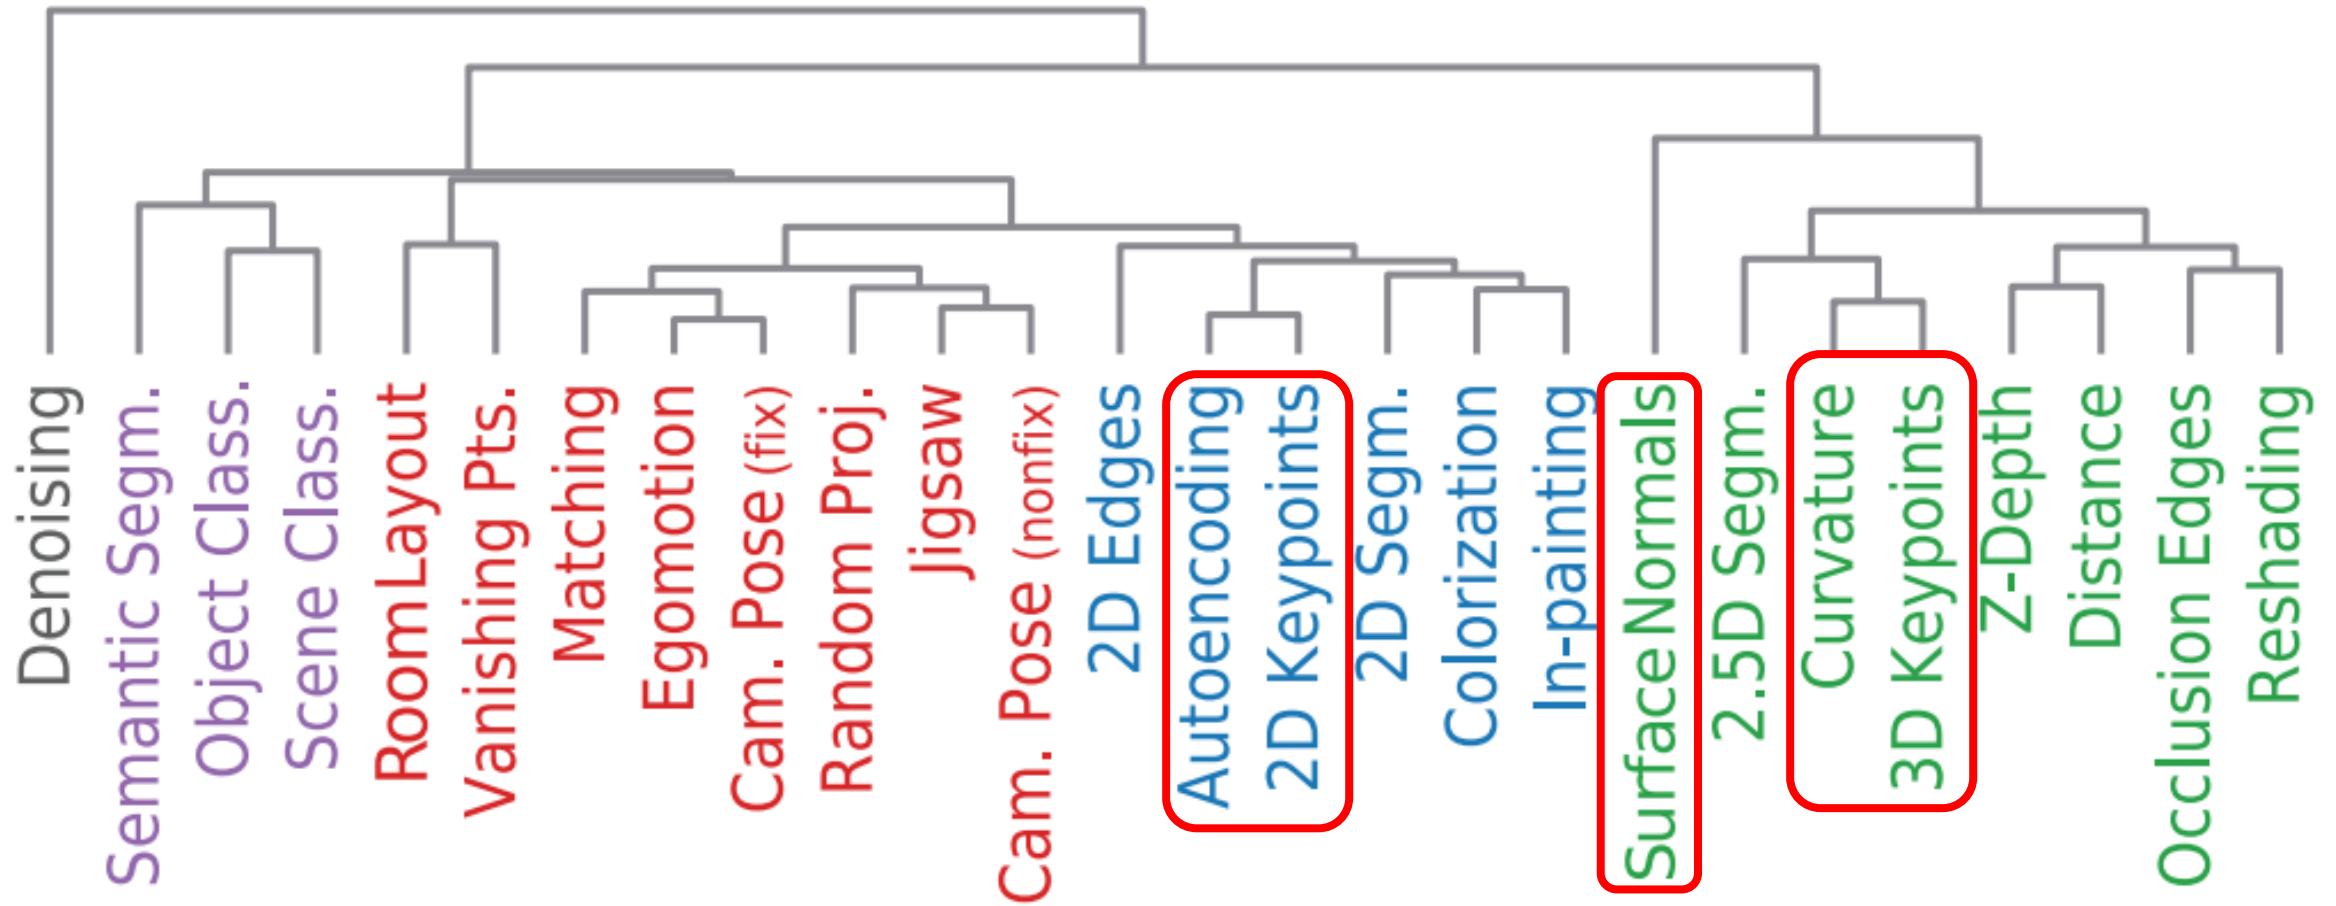 Denoising
Semantic Segm.
Object Class.
Scene Class.
Room Layout
Vanishing Pts.
Matching
Egomotion
Cam. Pose (fix)
Random Proj.
Jigsaw
Cam. Pose (nonfix)
2D Edges
Autoencoding
2D Keypoints
2D Segm.
Colorization
In-painting
Surface Normals
2.5D Segm.
Curvature
3D Keypoints
Z-Depth
Distance
Occlusion Edges
Reshading